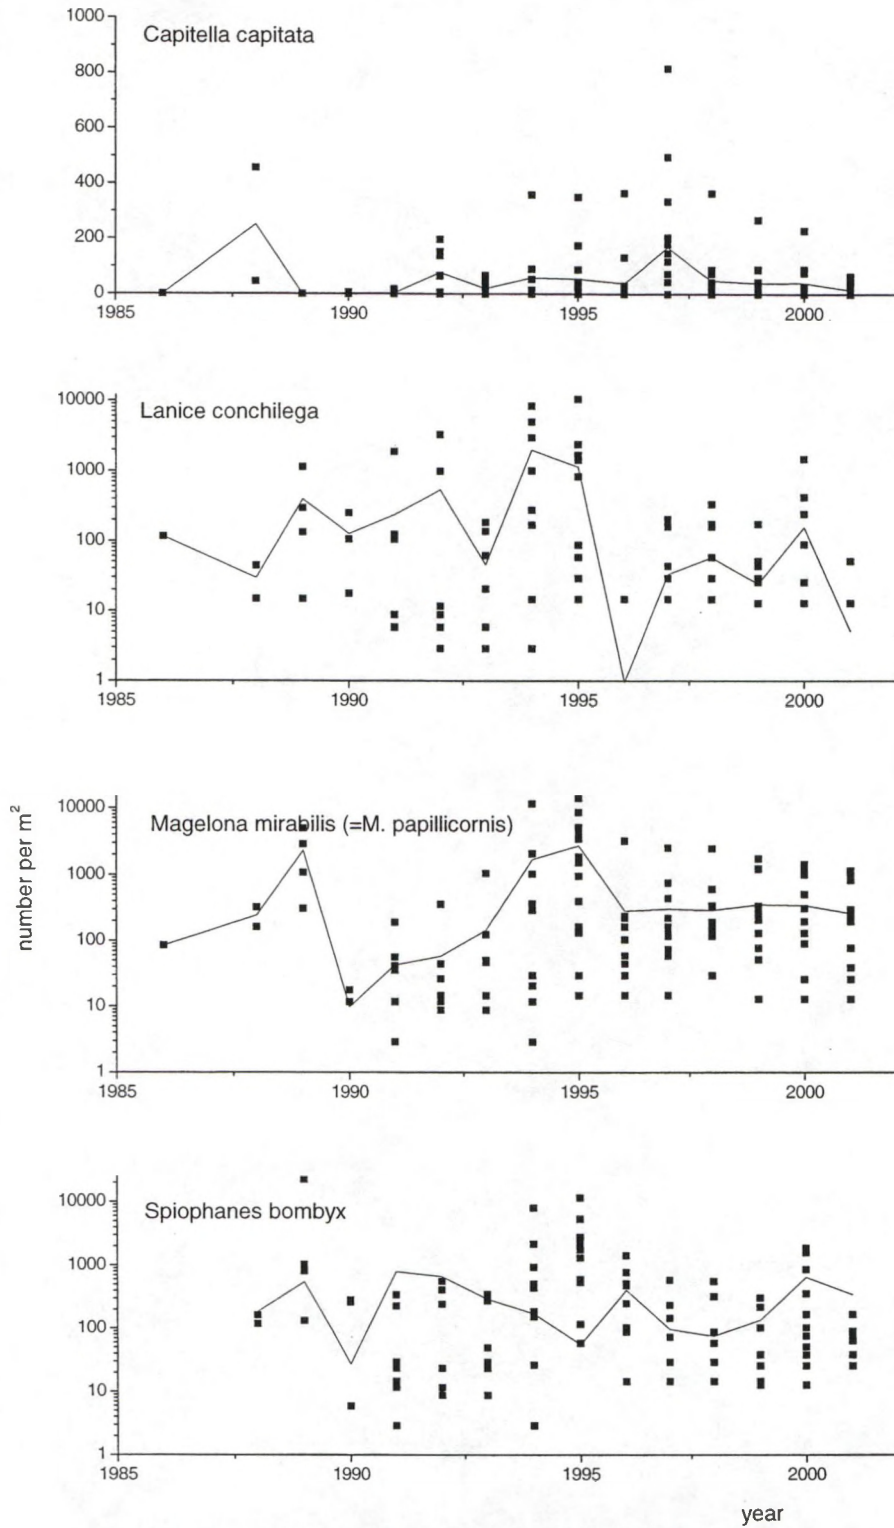 1000
Capitella capitata
800
600
400
200
0
1985 1990 1995 2000
10000
Lanice conchilega
1000
100
10
1
1985 1990 1995 2000
number per m²
10000
Magelona mirabilis (=M. papillicornis)
1000
100
10
1
1985 1990 1995 2000
10000
Spiophanes bombyx
1000
100
10
1
1985 1990 1995 2000
year